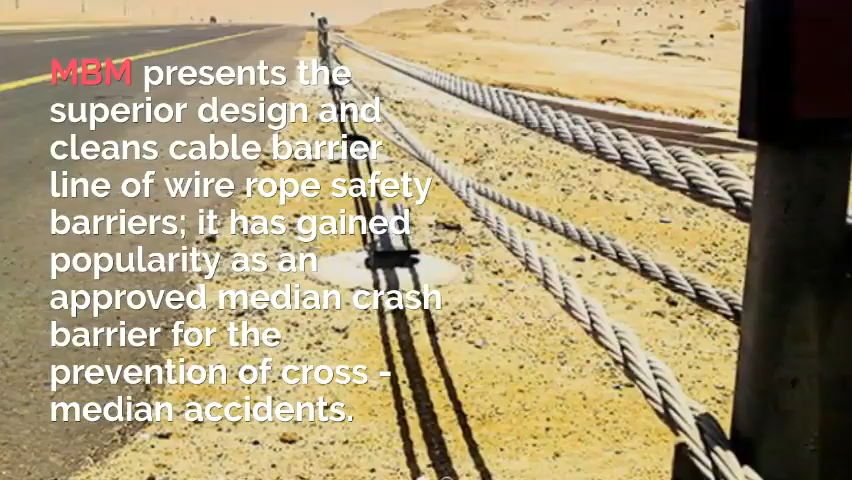 MBM presents the
superior design and
cleans cable barrier
line of wire rope safety
barriers; it has gained
popularity as an
approved median crash
barrier for the
prevention of cross -
median accidents.